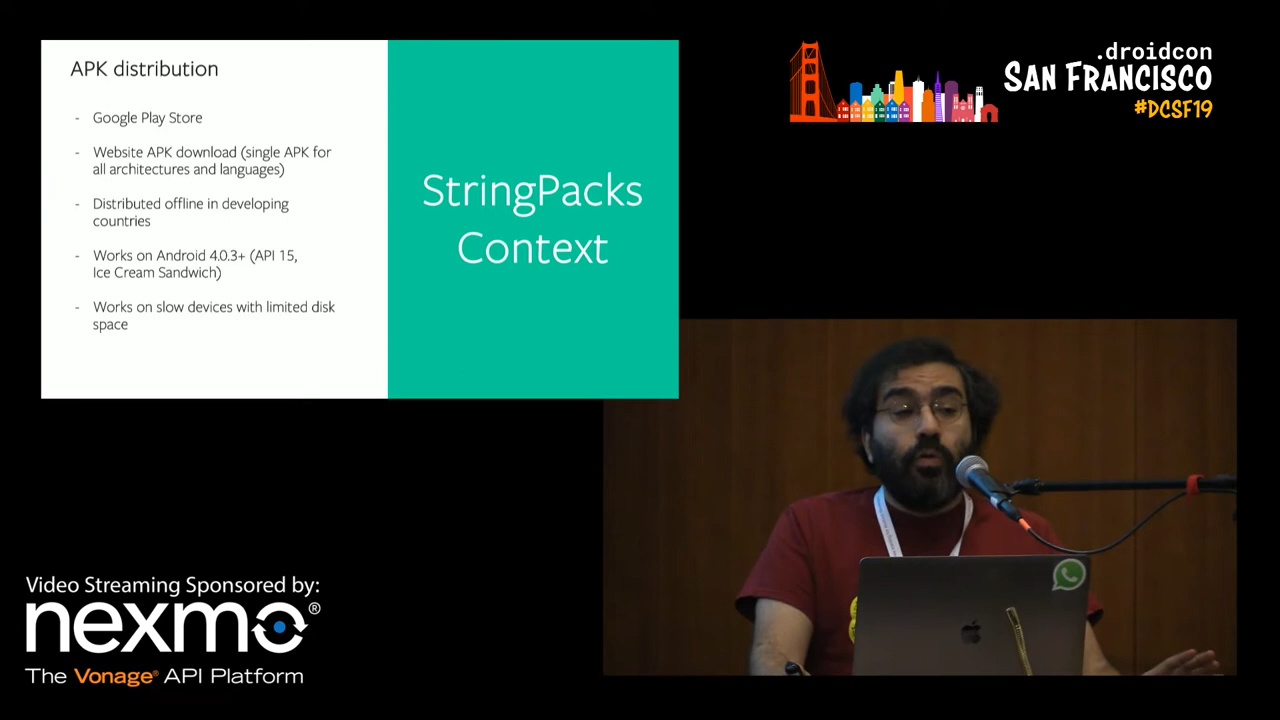 APK distribution
- Google Play Store
- Website APK download (single APK for
all architectures and languages)
- Distributed offline in developing
countries
- Works on Android 4.0.3+ (API 15,
Ice Cream Sandwich)
- Works on slow devices with limited disk
space
StringPacks
Context
.droidcon
SAN FRANCISCO
#DCSF19
Video Streaming Sponsored by:
nexmo®
The Vonage® API Platform